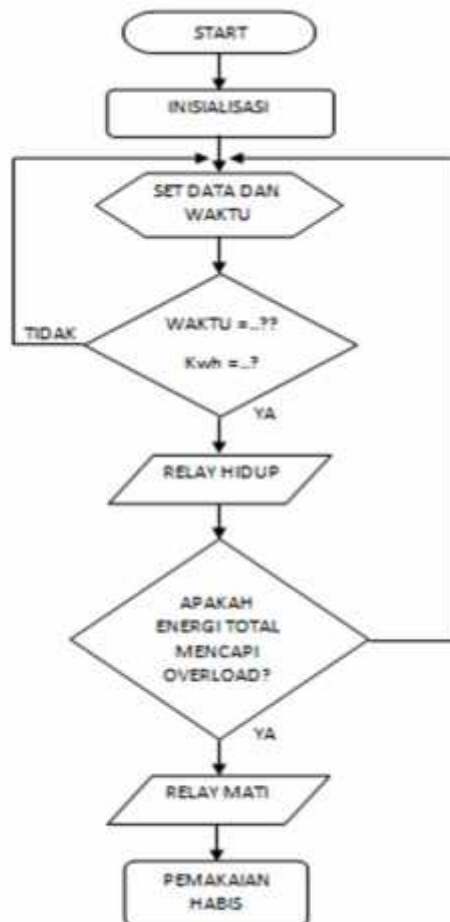 START
INISIALISASI
SET DATA DAN
WAKTU
WAKTU =..??
Kwh =..?
TIDAK
YA
RELAY HIDUP
APAKAH
ENERGI TOTAL
MENCAPI
OVERLOAD?
YA
RELAY MATI
PEMAKAIAN
HABIS